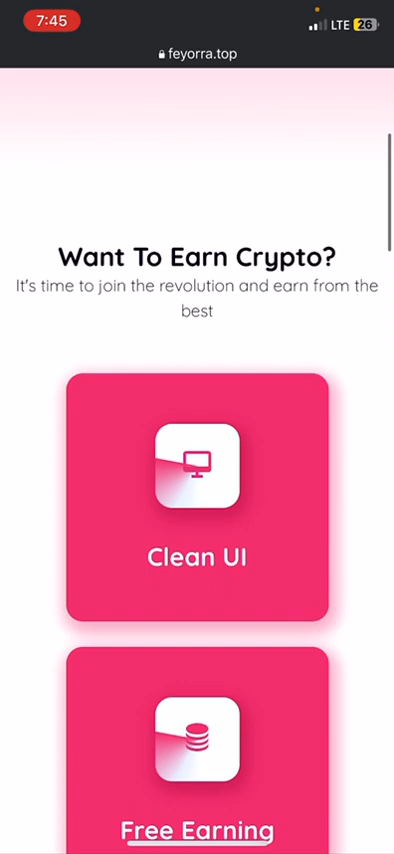 7:45
LTE 26
feyorra.top
Want To Earn Crypto?
It's time to join the revolution and earn from the
best
Clean UI
Free Earning